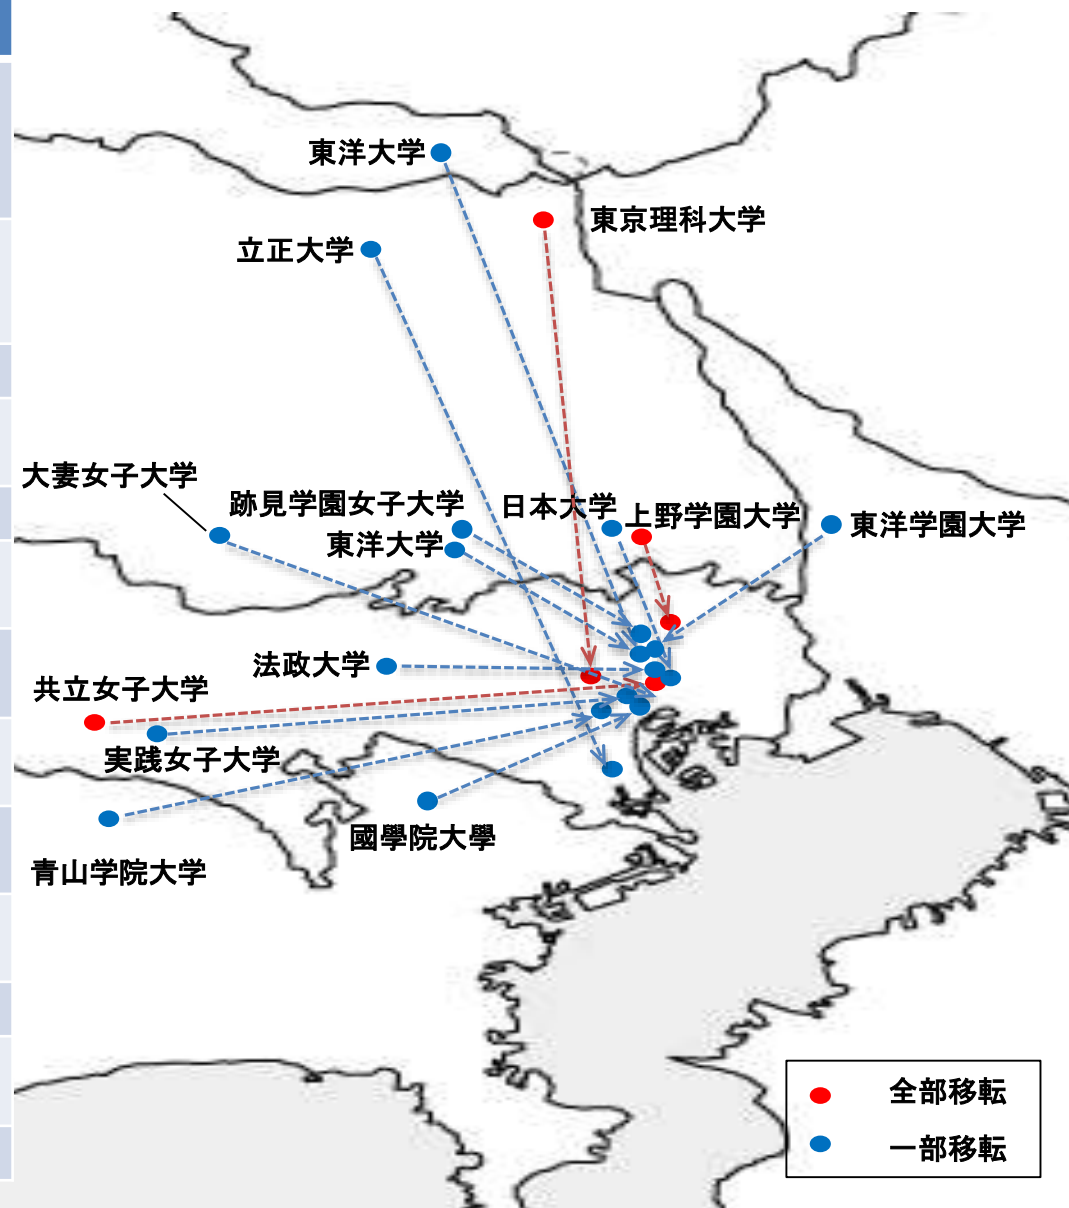 東洋大学
東京理科大学
立正大学
大妻女子大学
跡見学園女子大学
日本大学
上野学園大学
東洋学園大学
東洋大学
法政大学
共立女子大学
実践女子大学
國學院大學
青山学院大学
全部移転
一部移転